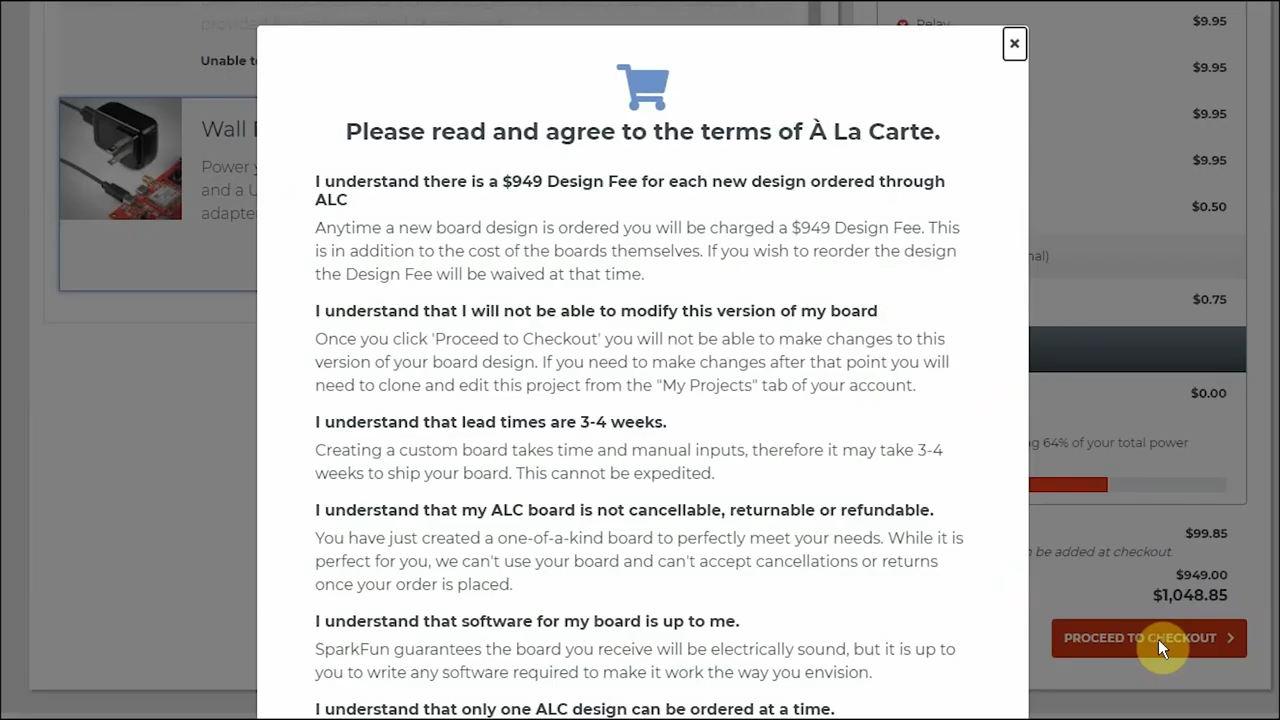 Relay
$9.95
Unable to
$9.95
$9.95
$9.95
$0.50
Wall
Power
and a U
adapte
×
Please read and agree to the terms of À La Carte.
I understand there is a $949 Design Fee for each new design ordered through
ALC
Anytime a new board design is ordered you will be charged a $949 Design Fee. This
is in addition to the cost of the boards themselves. If you wish to reorder the design
the Design Fee will be waived at that time.
I understand that I will not be able to modify this version of my board
Once you click 'Proceed to Checkout' you will not be able to make changes to this
version of your board design. If you need to make changes after that point you will
need to clone and edit this project from the "My Projects" tab of your account.
I understand that lead times are 3-4 weeks.
Creating a custom board takes time and manual inputs, therefore it may take 3-4
weeks to ship your board. This cannot be expedited.
I understand that my ALC board is not cancellable, returnable or refundable.
You have just created a one-of-a-kind board to perfectly meet your needs. While it is
perfect for you, we can't use your board and can't accept cancellations or returns
once your order is placed.
I understand that software for my board is up to me.
SparkFun guarantees the board you receive will be electrically sound, but it is up to
you to write any software required to make it work the way you envision.
I understand that only one ALC design can be ordered at a time.
nal)
$0.75
$0.00
g 64% of your total power
$99.85
be added at checkout.
$949.00
$1,048.85
PROCEED TO CHECKOUT